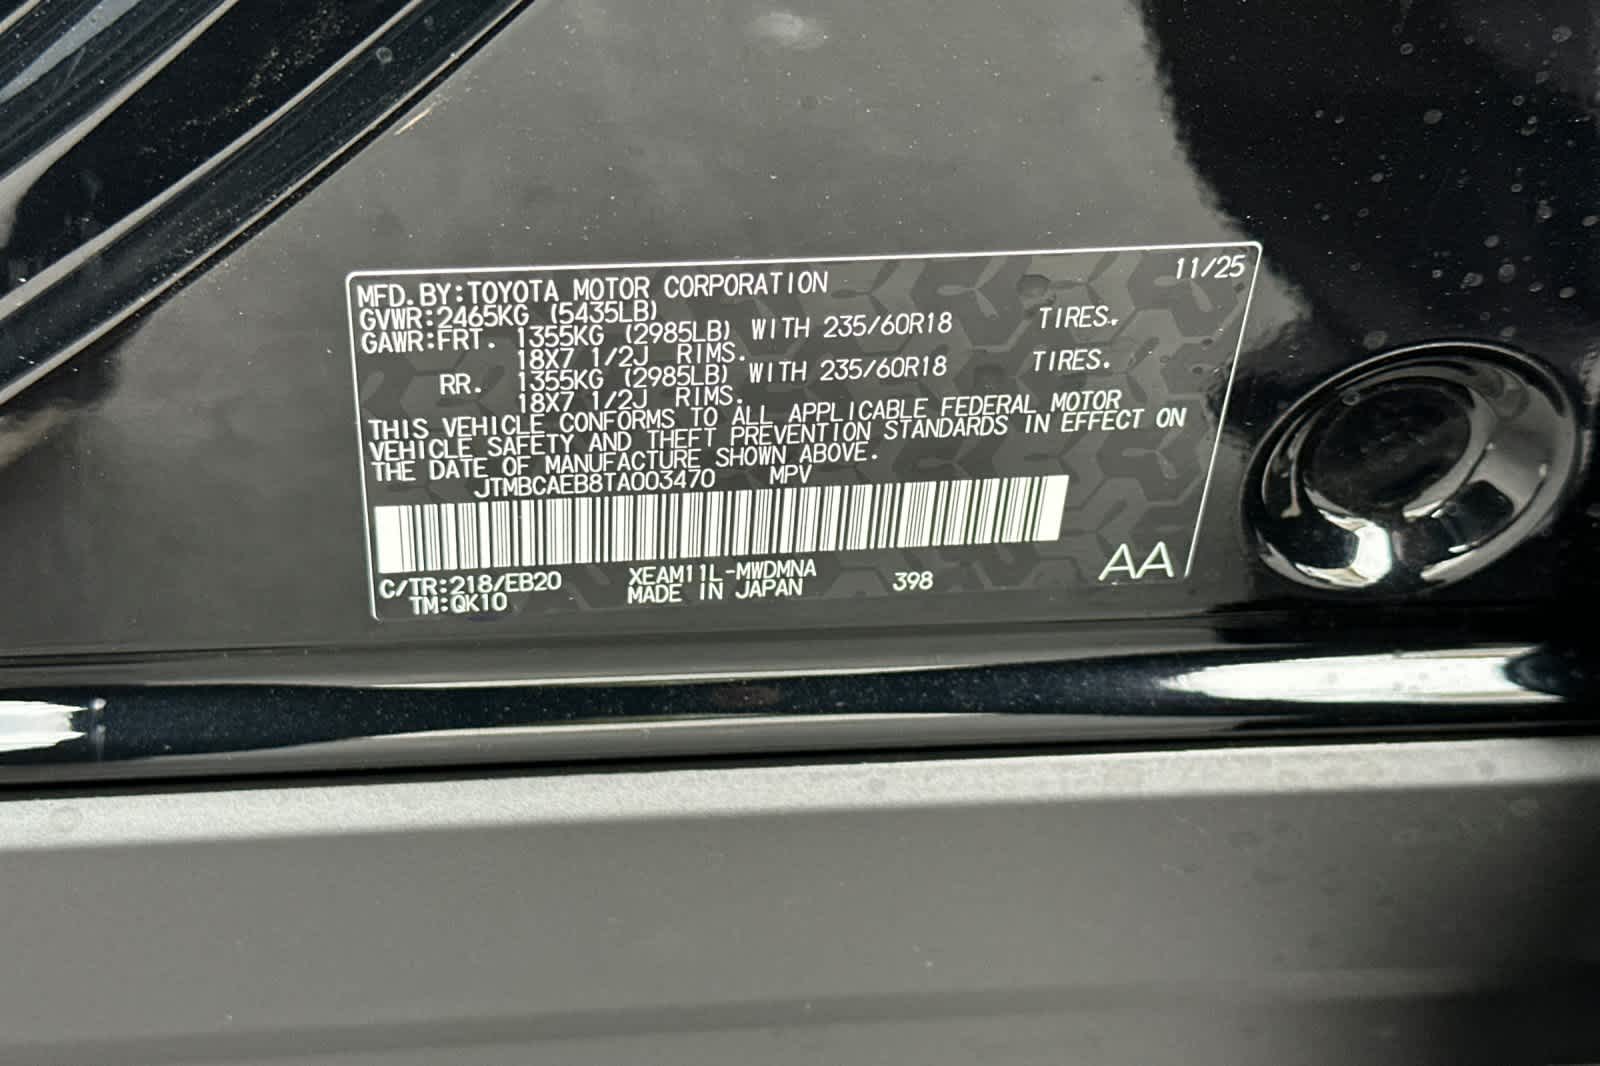 11/25
MFD.BY:TOYOTA MOTOR CORPORATION
GVWR:2465KG (5435LB)
GAWR:FRT. 1355KG (2985LB) WITH 235/60R18 TIRES.
18X7 1/2J RIMS.
RR. 1355KG (2985LB) WITH 235/60R18 TIRES.
18X7 1/2J RIMS.
THIS VEHICLE CONFORMS TO ALL APPLICABLE FEDERAL MOTOR
VEHICLE SAFETY AND THEFT PREVENTION STANDARDS IN EFFECT ON
THE DATE OF MANUFACTURE SHOWN ABOVE.
JTMBCAEB8TA003470 MPV
C/TR:218/EB20 XEAM11L-MWDMNA 398 AA
TM:QK10 MADE IN JAPAN